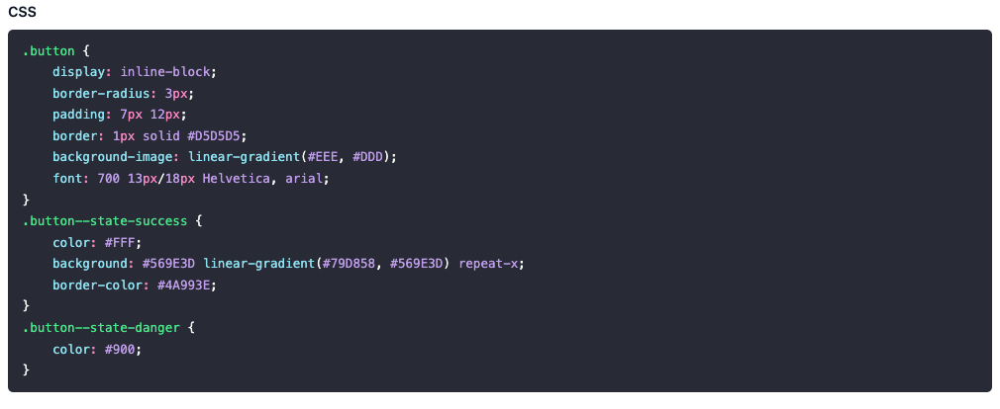 CSS
.button {
    display: inline-block;
    border-radius: 3px;
    padding: 7px 12px;
    border: 1px solid #D5D5D5;
    background-image: linear-gradient(#EEE, #DDD);
    font: 700 13px/18px Helvetica, arial;
}
.button--state-success {
    color: #FFF;
    background: #569E3D linear-gradient(#79D858, #569E3D) repeat-x;
    border-color: #4A993E;
}
.button--state-danger {
    color: #900;
}